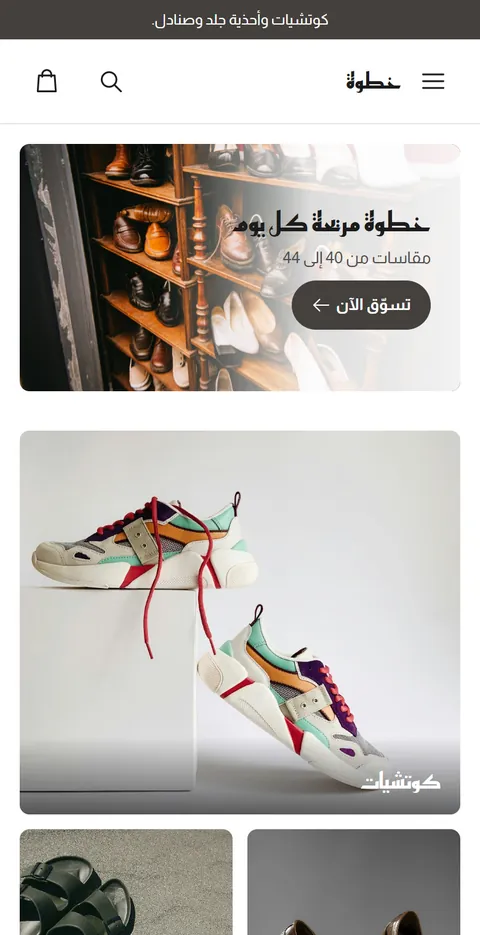 كوتشيات وأحذية جلد وصنادل.
خطوة
خطوة مريحة كل يوم
مقاسات من 40 إلى 44
تسوّق الآن ←
كوتشيات